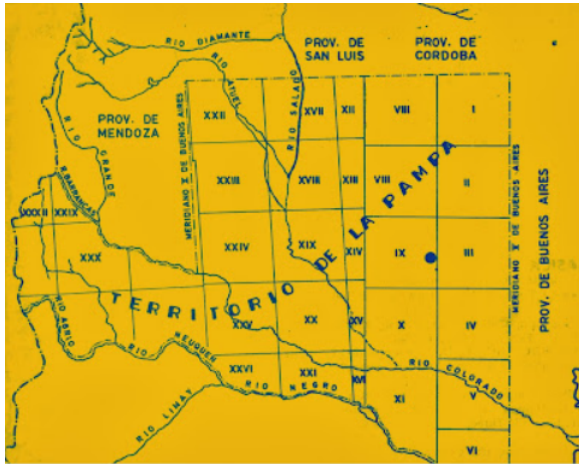 RIO DIAMANTE
PROV. DE
SAN LUIS
PROV. DE
CORDOBA
RIO ATUEL
RIO SALADO
XXII
XVII
XII
VIII
I
PROV. DE
MENDOZA
RIO
GRANDE
MERIDIANO X DE BUENOS AIRES
R. BARRANCAS
XXIII
XVIII
XIII
VIII
II
MERIDIANO X DE BUENOS AIRES
PROV. DE BUENOS AIRES
XXXII
XXIX
XXX
XXIV
XIX
XIV
IX
III
TERRITORIO DE LA PAMPA
XXV
XX
XV
X
IV
RIO AGRIO
RIO NEUQUEN
RIO COLORADO
XXVI
XXI
XVI
XI
V
RIO NEGRO
RIO LIMAY
VI